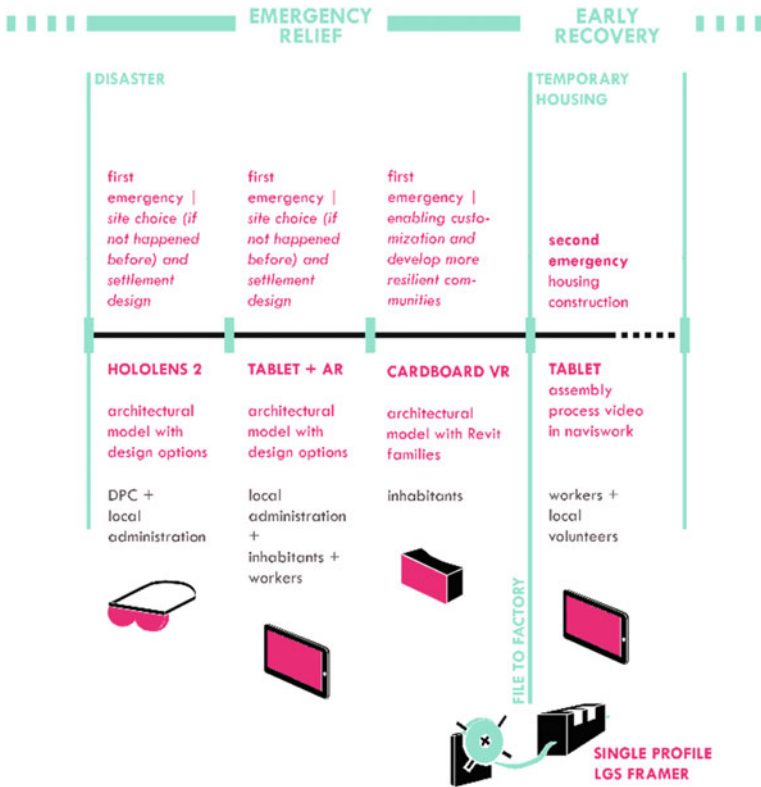 EMERGENCY
RELIEF
EARLY
RECOVERY
DISASTER
TEMPORARY
HOUSING
first
emergency |
site choice (if
not happened
before) and
settlement
design
first
emergency |
site choice (if
not happened
before) and
settlement
design
first
emergency |
enabling custo-
mization and
develop more
resilient com-
munities
second
emergency
housing
construction
HOLOLENS 2
architectural
model with
design options
DPC +
local
administration
TABLET + AR
architectural
model with
design options
local
administration
+
inhabitants +
workers
CARDBOARD VR
architectural
model with Revit
families
inhabitants
TABLET
assembly
process video
in naviswork
workers +
local
volunteers
FILE TO FACTORY
SINGLE PROFILE
LGS FRAMER